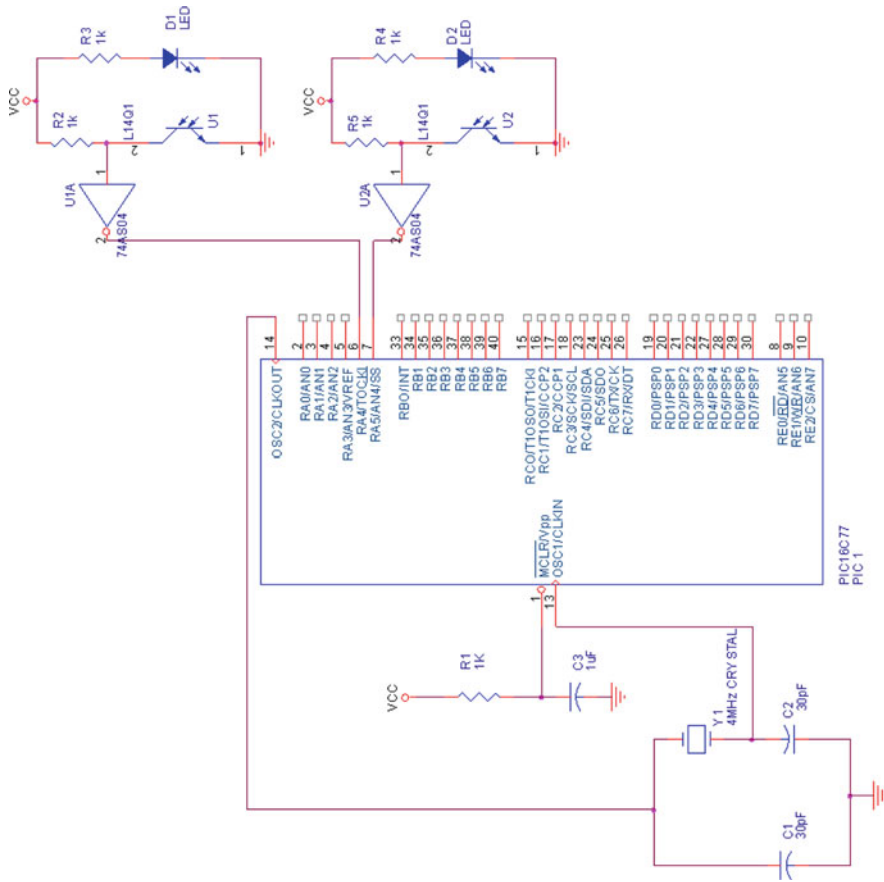 VCC
R3
1k
D1
LED
R2
1k
L14Q1
U1
2
1
1
U1A
2
74AS04
VCC
R4
1k
D2
LED
R5
1k
L14Q1
U2
2
1
1
U2A
2
74AS04
OSC2/CLKOUT
14
RA0/AN0
2
RA1/AN1
3
RA2/AN2
4
RA3/AN3/VREF
5
RA4/TOCKI
6
RA5/AN4/SS
7
RBO/INT
33
RB1
34
RB2
35
RB3
36
RB4
37
RB5
38
RB6
39
RB7
40
RCO/T1OSO/T1CKI
15
RC1/T1OSI/CCP2
16
RC2/CCP1
17
RC3/SCK/SCL
18
RC4/SDI/SDA
23
RC5/SDO
24
RC6/TX/CK
25
RC7/RX/DT
26
RD0/PSP0
19
RD1/PSP1
20
RD2/PSP2
21
RD3/PSP3
22
RD4/PSP4
27
RD5/PSP5
28
RD6/PSP6
29
RD7/PSP7
30
RE0/RD/AN5
8
RE1/WR/AN6
9
RE2/CS/AN7
10
MCLR/Vpp
1
OSC1/CLKIN
13
PIC16C77
PIC 1
VCC
R1
1K
C3
1uF
Y1
4MHz CRY STAL
C2
30pF
C1
30pF